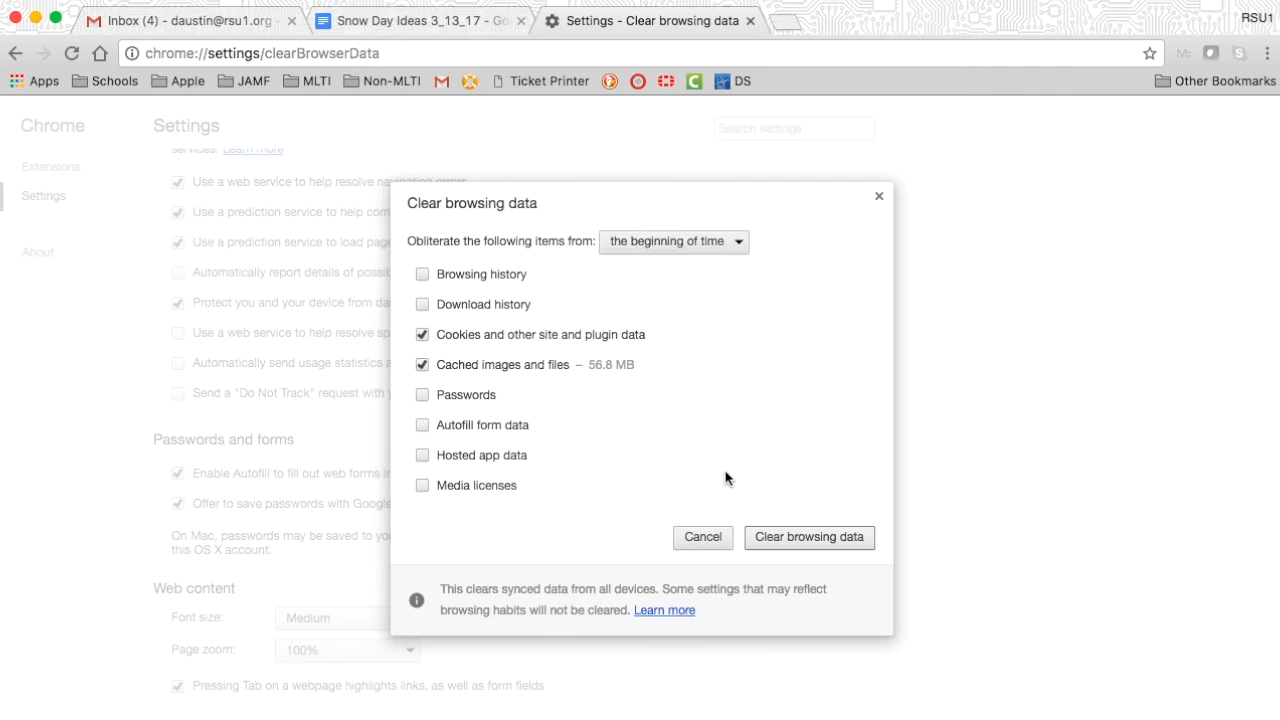 Inbox (4) - daustin@rsu1.org
Snow Day Ideas 3_13_17 - Go
Settings - Clear browsing data
RSU1
chrome://settings/clearBrowserData
Apps
Schools
Apple
JAMF
MLTI
Non-MLTI
Ticket Printer
DS
Other Bookmarks
Chrome
Settings
Search settings
services. Learn more
Extensions
Settings
About
Use a web service to help resolve navigation errors
Use a prediction service to help com
Use a prediction service to load page
Automatically report details of possib
Protect you and your device from da
Use a web service to help resolve sp
Automatically send usage statistics a
Send a "Do Not Track" request with y
Passwords and forms
Enable Autofill to fill out web forms in
Offer to save passwords with Google
On Mac, passwords may be saved to yo
this OS X account.
Web content
Font size:
Medium
Page zoom:
100%
Pressing Tab on a webpage highlights links, as well as form fields
Clear browsing data
Obliterate the following items from: the beginning of time
Browsing history
Download history
Cookies and other site and plugin data
Cached images and files – 56.8 MB
Passwords
Autofill form data
Hosted app data
Media licenses
Cancel
Clear browsing data
This clears synced data from all devices. Some settings that may reflect
browsing habits will not be cleared. Learn more